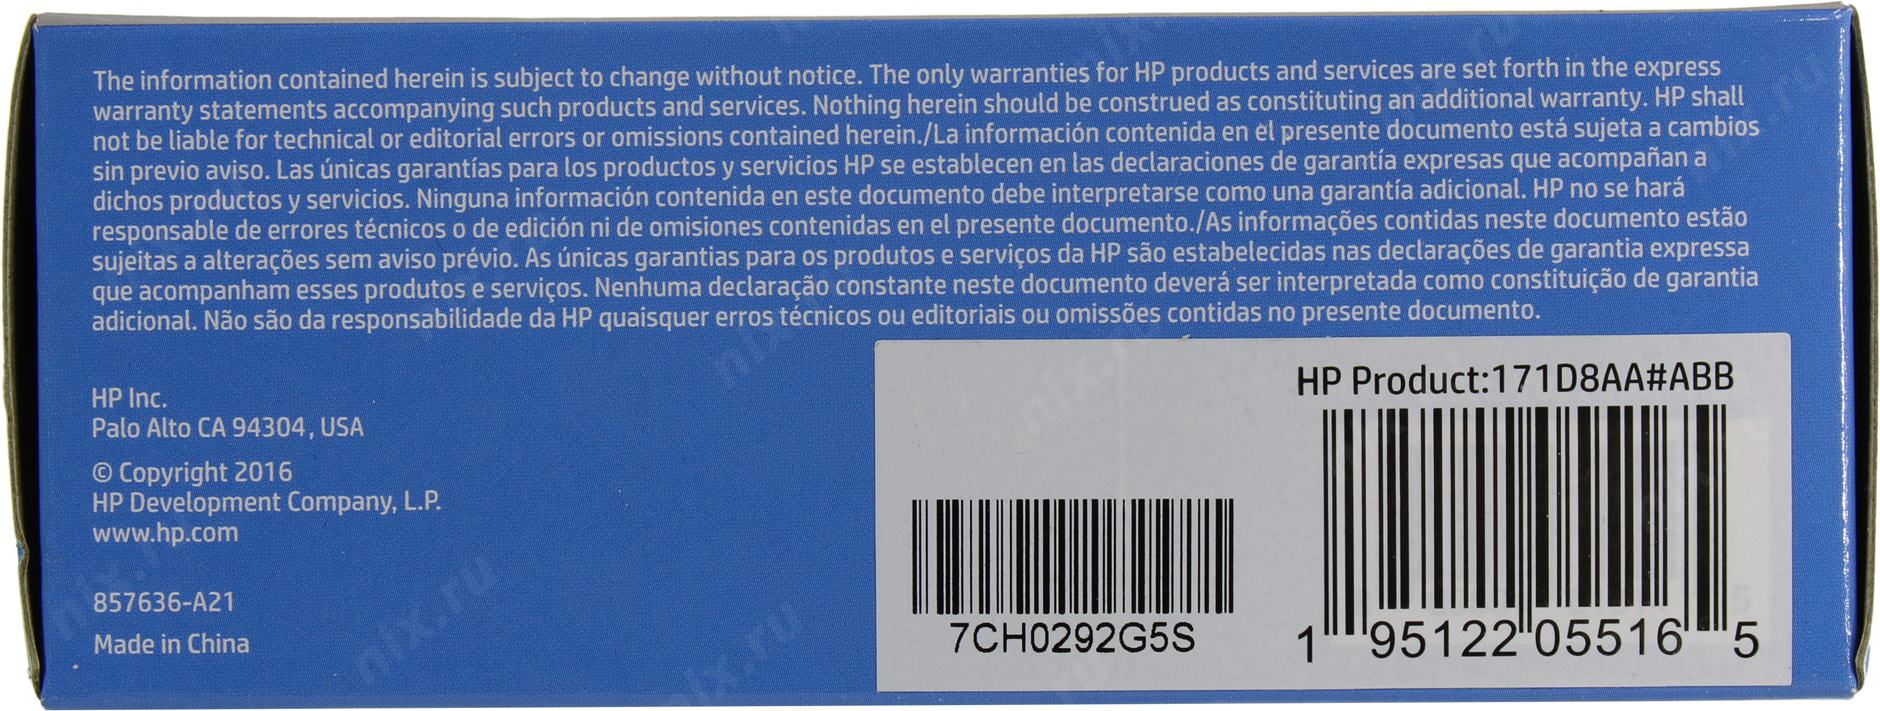 The information contained herein is subject to change without notice. The only warranties for HP products and services are set forth in the express
warranty statements accompanying such products and services. Nothing herein should be construed as constituting an additional warranty. HP shall
not be liable for technical or editorial errors or omissions contained herein./La información contenida en el presente documento está sujeta a cambios
sin previo aviso. Las únicas garantías para los productos y servicios HP se establecen en las declaraciones de garantía expresas que acompañan a
dichos productos y servicios. Ninguna información contenida en este documento debe interpretarse como una garantía adicional. HP no se hará
responsable de errores técnicos o de edición ni de omisiones contenidas en el presente documento./As informações contidas neste documento estão
sujeitas a alterações sem aviso prévio. As únicas garantias para os produtos e serviços da HP são estabelecidas nas declarações de garantia expressa
que acompanham esses produtos e serviços. Nenhuma declaração constante neste documento deverá ser interpretada como constituição de garantia
adicional. Não são da responsabilidade da HP quaisquer erros técnicos ou editoriais ou omissões contidas no presente documento.
HP Inc.
Palo Alto CA 94304, USA
© Copyright 2016
HP Development Company, L.P.
www.hp.com
857636-A21
Made in China
7CH0292G5S
HP Product:171D8AA#ABB
1 95122 05516 5
nix.ru